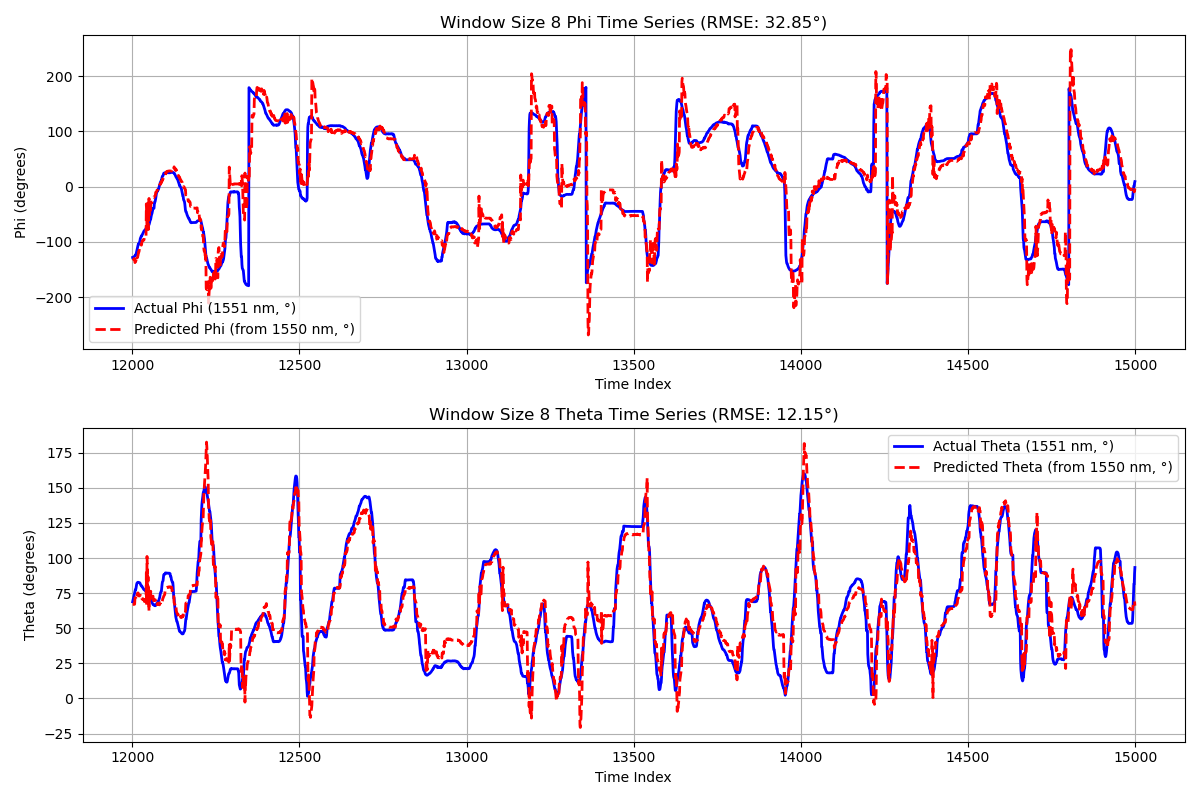 Window Size 8 Phi Time Series (RMSE: 32.85°)
Phi (degrees)
200
100
0
−100
−200
Actual Phi (1551 nm, °)
Predicted Phi (from 1550 nm, °)
12000 12500 13000 13500 14000 14500 15000
Time Index
Window Size 8 Theta Time Series (RMSE: 12.15°)
Theta (degrees)
175
150
125
100
75
50
25
0
−25
Actual Theta (1551 nm, °)
Predicted Theta (from 1550 nm, °)
12000 12500 13000 13500 14000 14500 15000
Time Index